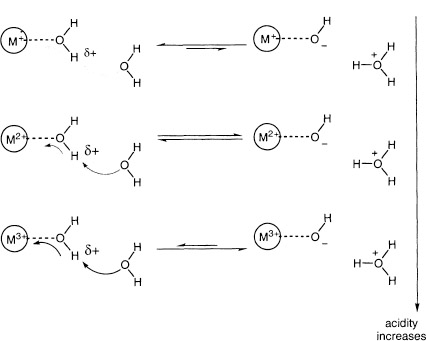 M⁺ O H H δ+ O H H M⁺ O H − H O + H H
M²⁺ O H H δ+ O H H M²⁺ O H − H O + H H
M³⁺ O H H δ+ O H H M³⁺ O H − H O + H H
acidity
increases